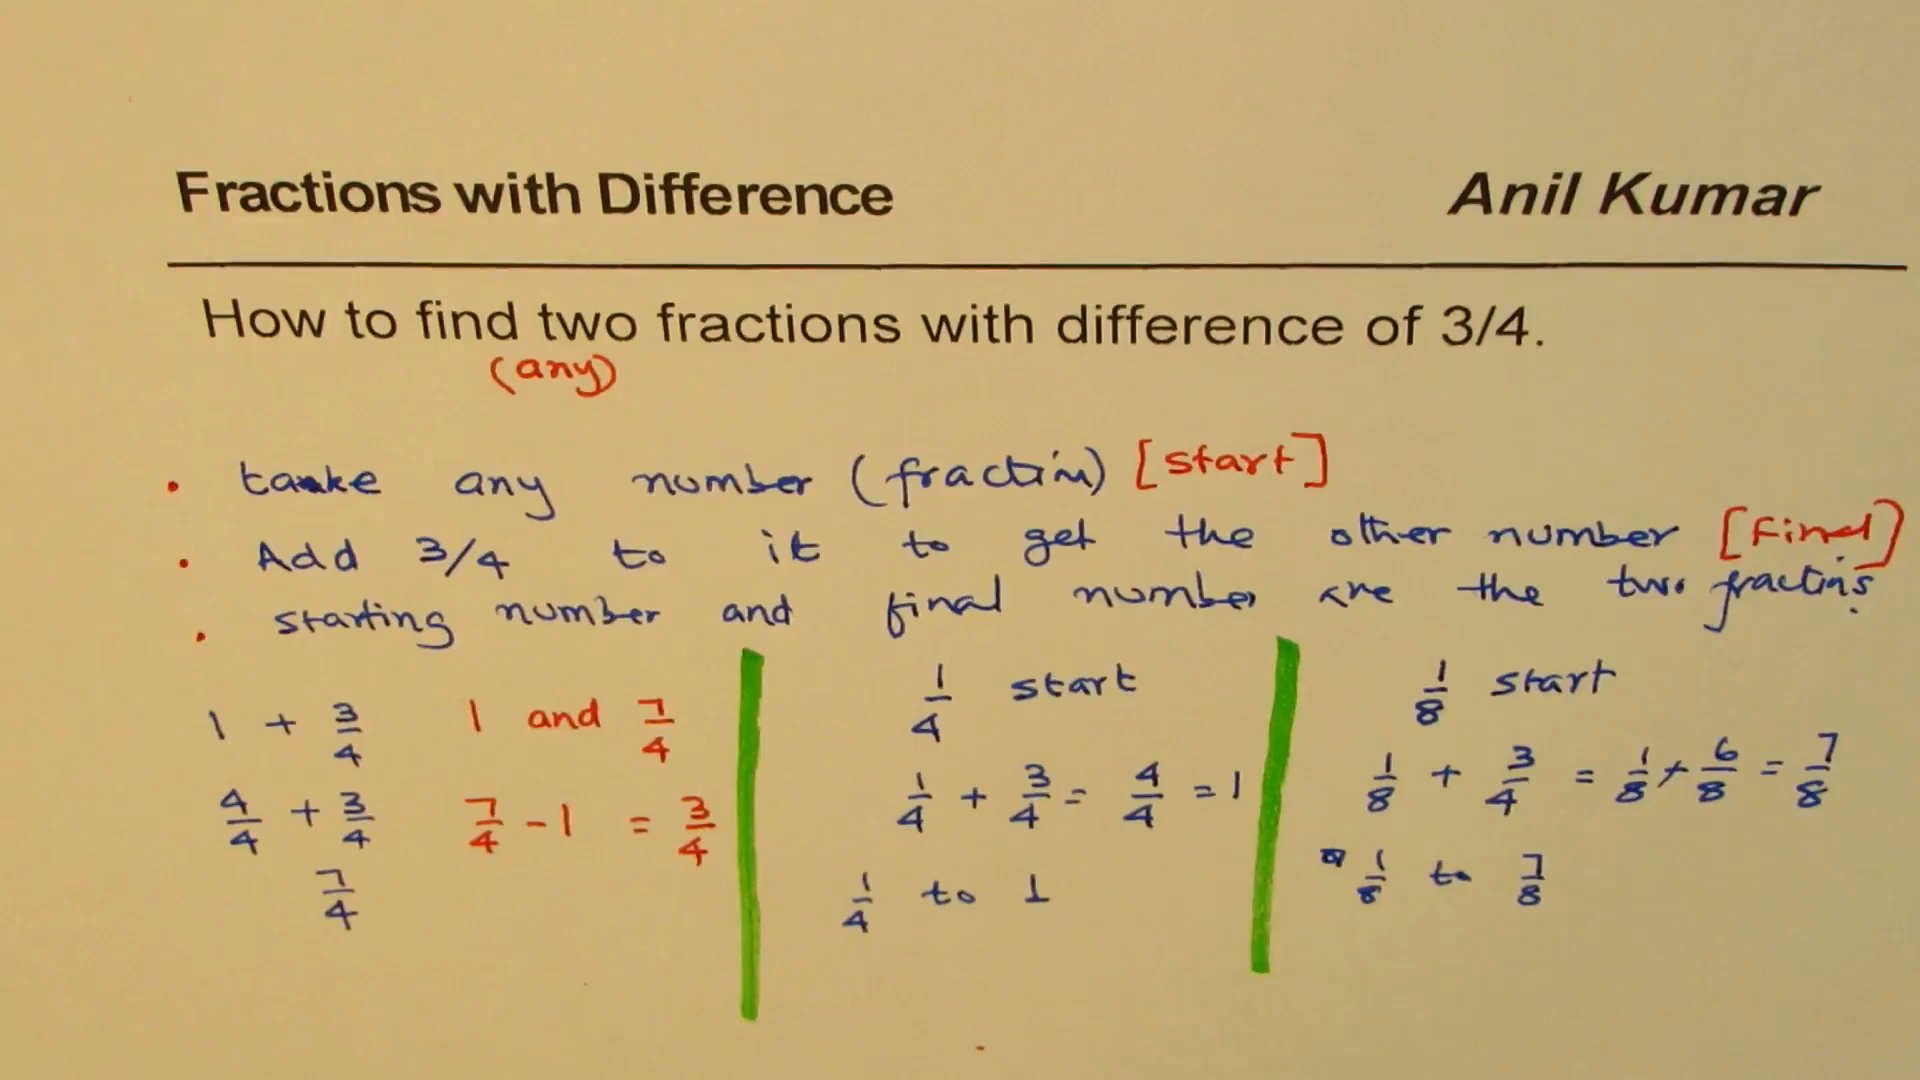 Fractions with Difference Anil Kumar
How to find two fractions with difference of 3/4.
(any)
• take any number (fractin) [start]
• Add 3/4 to it to get the other number [Final]
• starting number and final number are the two fractins.
1 + 3/4
4/4 + 3/4
7/4
1 and 7/4
7/4 - 1 = 3/4
1/4 start
1/4 + 3/4 = 4/4 = 1
1/4 to 1
1/8 start
1/8 + 3/4 = 1/8 + 6/8 = 7/8
1/8 to 7/8